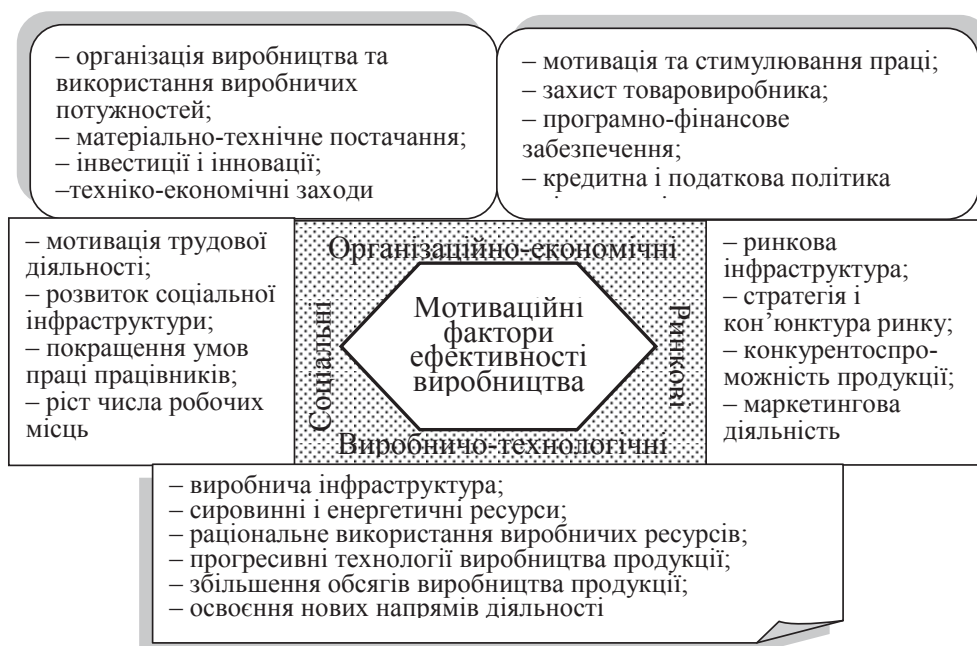 – організація виробництва та
використання виробничих
потужностей;
– матеріально-технічне постачання;
– інвестиції і інновації;
–техніко-економічні заходи
– мотивація та стимулювання праці;
– захист товаровиробника;
– програмно-фінансове
забезпечення;
– кредитна і податкова політика
– мотивація трудової
діяльності;
– розвиток соціальної
інфраструктури;
– покращення умов
праці працівників;
– ріст числа робочих
місць
Організаційно-економічні
Соціальні
Мотиваційні
фактори
ефективності
виробництва
Ринкові
Виробничо-технологічні
– ринкова
інфраструктура;
– стратегія і
кон’юнктура ринку;
– конкурентоспро-
можність продукції;
– маркетингова
діяльність
– виробнича інфраструктура;
– сировинні і енергетичні ресурси;
– раціональне використання виробничих ресурсів;
– прогресивні технології виробництва продукції;
– збільшення обсягів виробництва продукції;
– освоєння нових напрямів діяльності